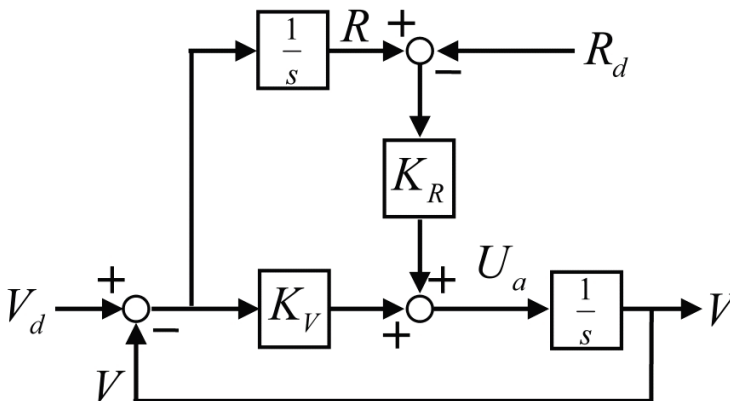 1/s R + − R_d
K_R
V_d + − K_V + + U_a 1/s V
V